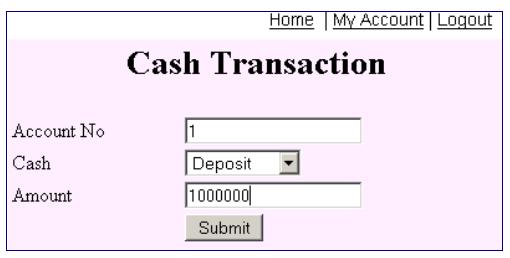 Home | My Account | Logout
Cash Transaction
Account No 1
Cash Deposit
Amount 1000000
Submit